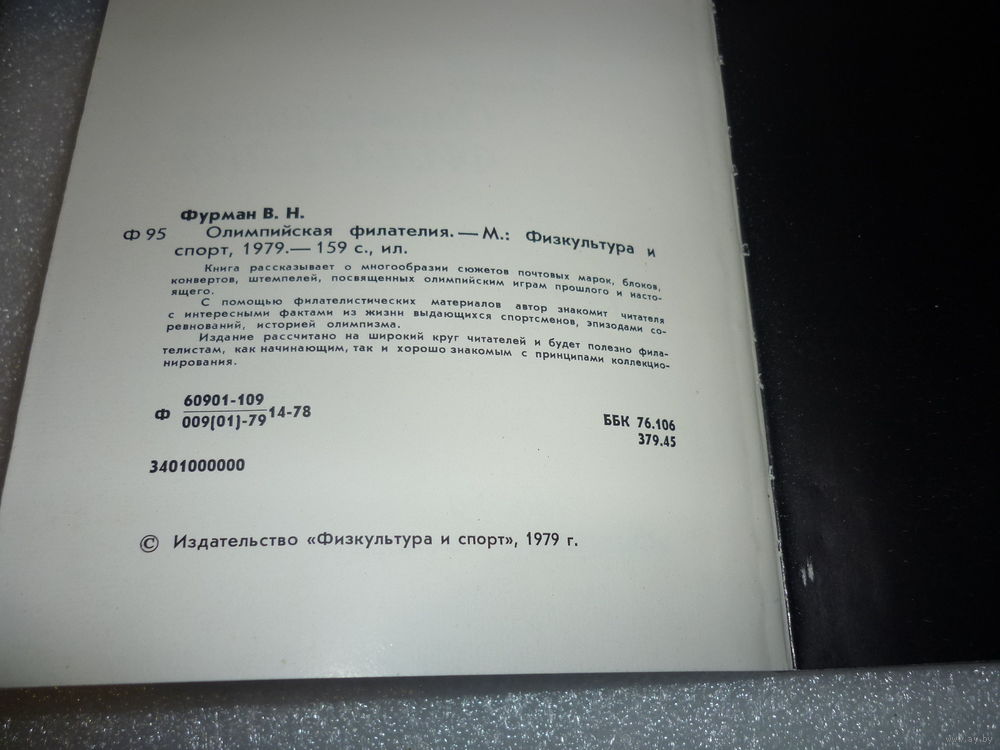 Фурман В. Н.
Ф 95 Олимпийская филателия. — М.: Физкультура и
спорт, 1979.— 159 с., ил.
Книга рассказывает о многообразии сюжетов почтовых марок, блоков,
конвертов, штемпелей, посвященных олимпийским играм прошлого и насто-
ящего.
С помощью филателистических материалов автор знакомит читателя
с интересными фактами из жизни выдающихся спортсменов, эпизодами со-
ревнований, историей олимпизма.
Издание рассчитано на широкий круг читателей и будет полезно фила-
телистам, как начинающим, так и хорошо знакомым с принципами коллекцио-
нирования.
60901-109
Ф 14-78
009(01)-79
ББК 76.106
379.45
3401000000
© Издательство «Физкультура и спорт», 1979 г.
www.ay.by